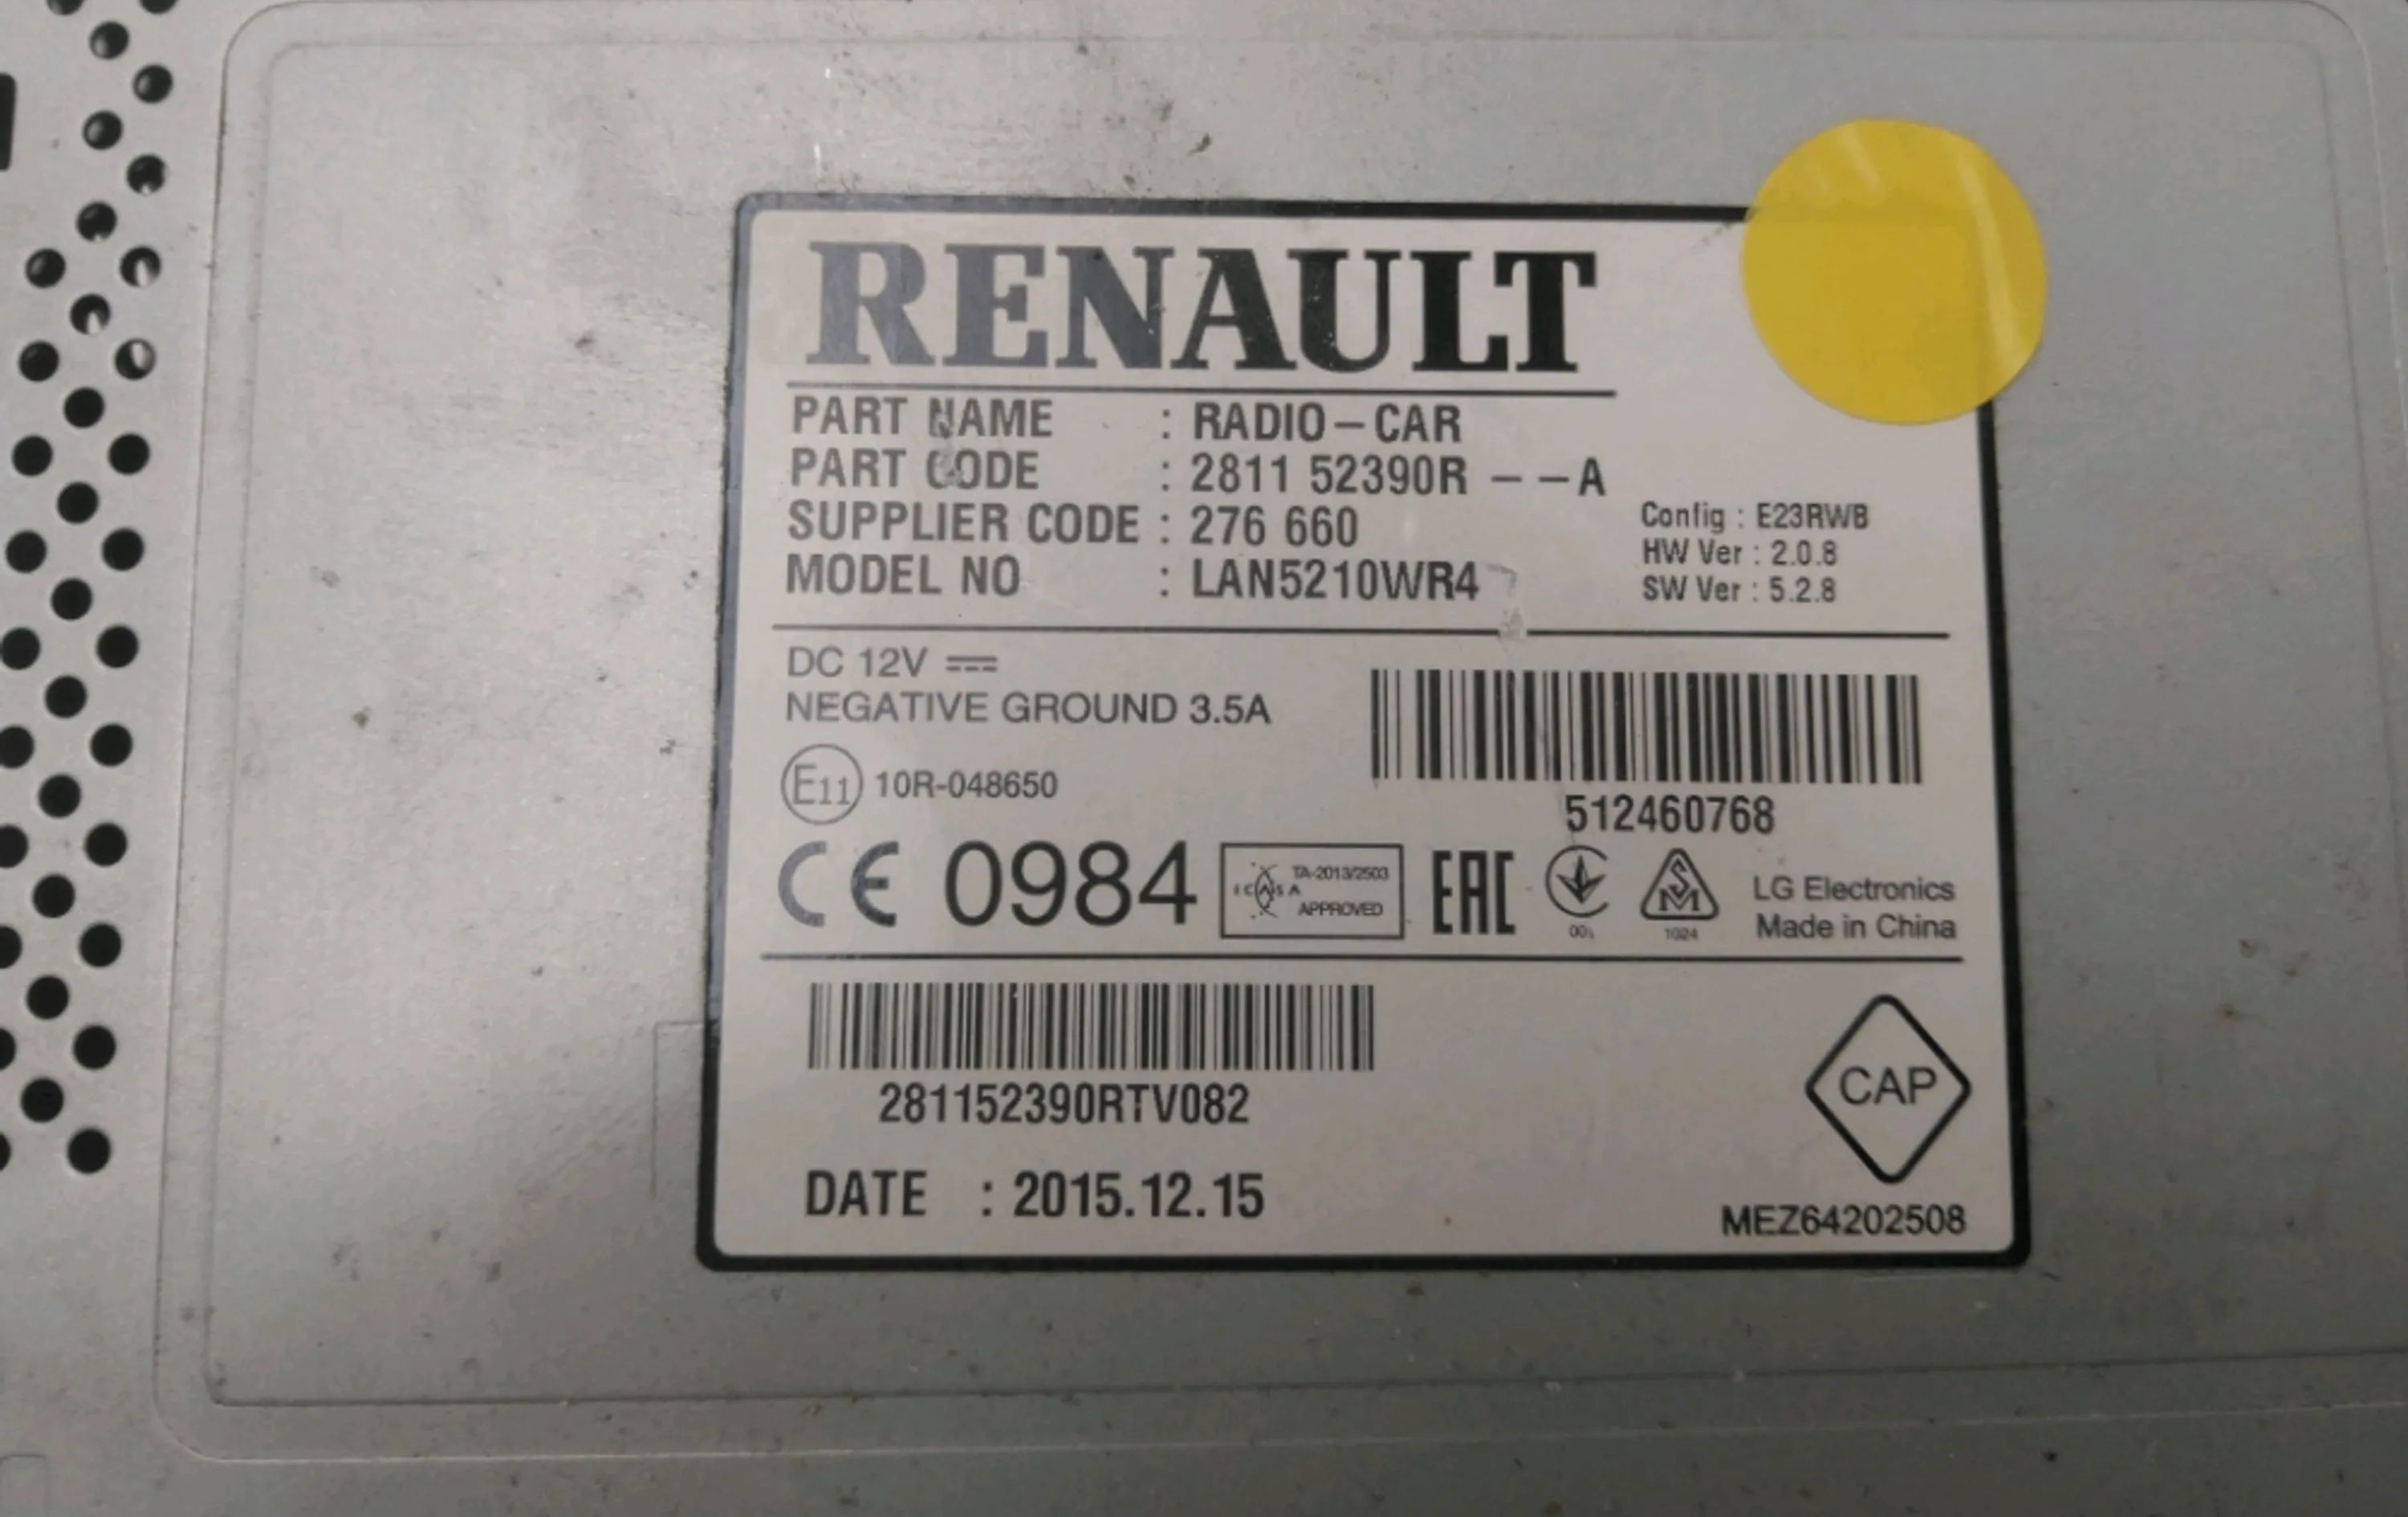 RENAULT
PART NAME : RADIO-CAR
PART CODE : 2811 52390R --A
SUPPLIER CODE : 276 660
MODEL NO : LAN5210WR4
Config : E23RWB
HW Ver : 2.0.8
SW Ver : 5.2.8
DC 12V
NEGATIVE GROUND 3.5A
E11 10R-048650
512460768
CE 0984
ICASA
TA-2013/2503
APPROVED
EAC
SM
1024
LG Electronics
Made in China
281152390RTV082
CAP
DATE : 2015.12.15
MEZ64202508